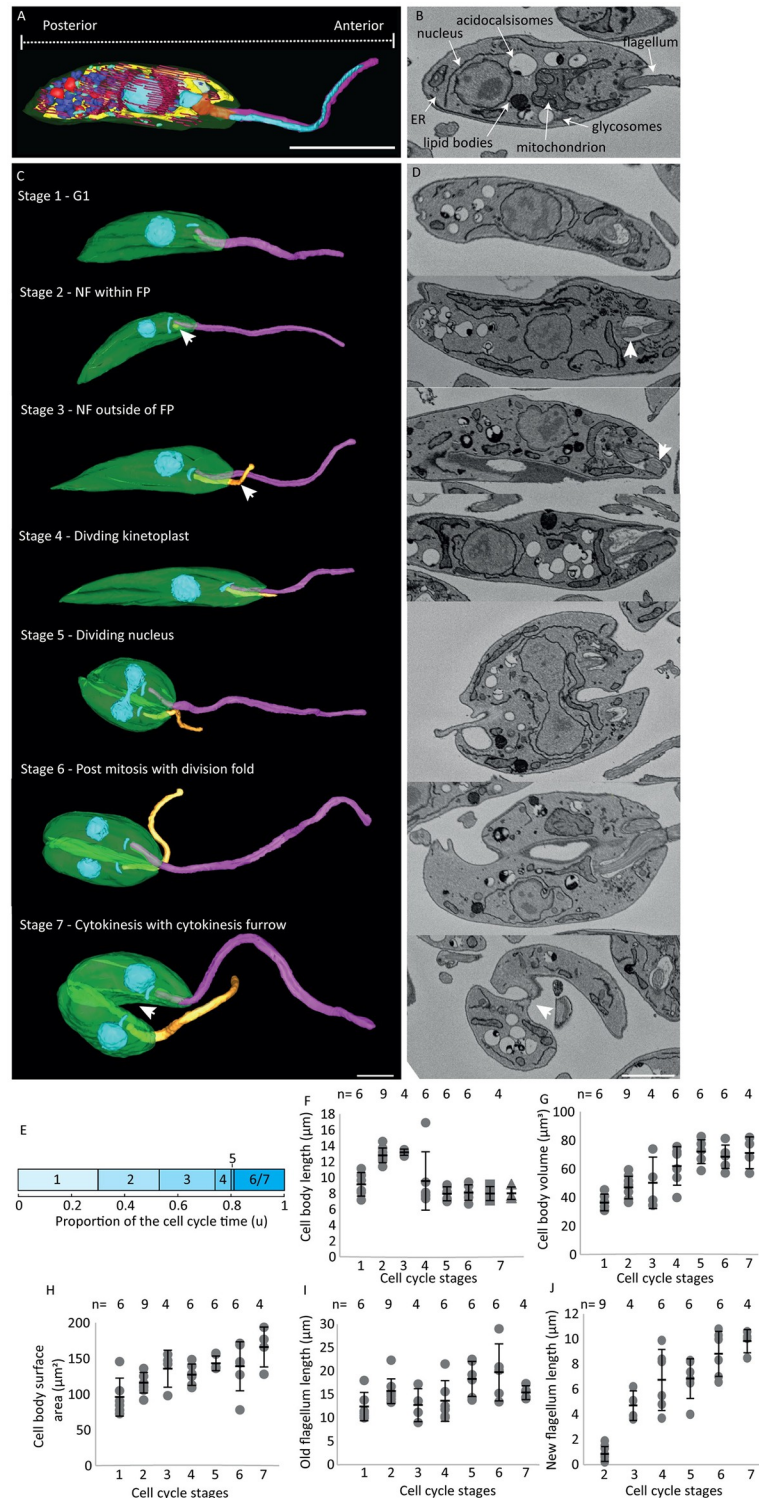 A
Posterior
Anterior
B
acidocalsisomes
nucleus
flagellum
ER
lipid bodies
mitochondrion
glycosomes
C
D
Stage 1 - G1
Stage 2 - NF within FP
Stage 3 - NF outside of FP
Stage 4 - Divding kinetoplast
Stage 5 - Dividing nucleus
Stage 6 - Post mitosis with division fold
Stage 7 - Cytokinesis with cytokinesis furrow
E
5
1 2 3 4 6/7
0 0.2 0.4 0.6 0.8 1
Proportion of the cell cycle time (u)
F
n= 6 9 4 6 6 6 4
Cell body length (μm)
18
16
14
12
10
8
6
4
2
0
1 2 3 4 5 6 7
Cell cycle stages
G
n= 6 9 4 6 6 6 4
Cell body volume (μm³)
100
80
60
40
20
0
1 2 3 4 5 6 7
Cell cycle stages
H
n= 6 9 4 6 6 6 4
Cell body surface
area (μm²)
200
150
100
50
0
1 2 3 4 5 6 7
Cell cycle stages
I
n= 6 9 4 6 6 6 4
Old flagellum length (μm)
35
30
25
20
15
10
5
0
1 2 3 4 5 6 7
Cell cycle stages
J
n= 9 4 6 6 6 4
New flagellum length (μm)
12
10
8
6
4
2
0
2 3 4 5 6 7
Cell cycle stages